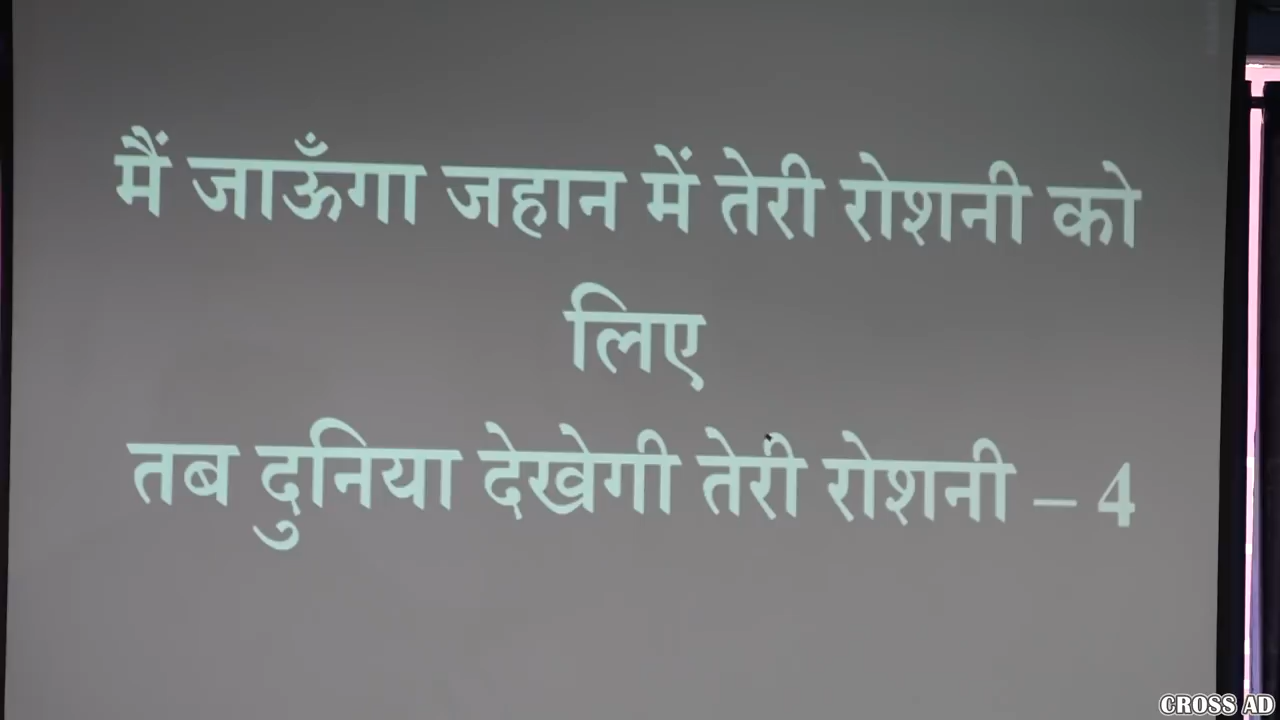 मैं जाऊँगा जहान में तेरी रोशनी को
लिए
तब दुनिया देखेगी तेरी रोशनी – 4
CROSS AD